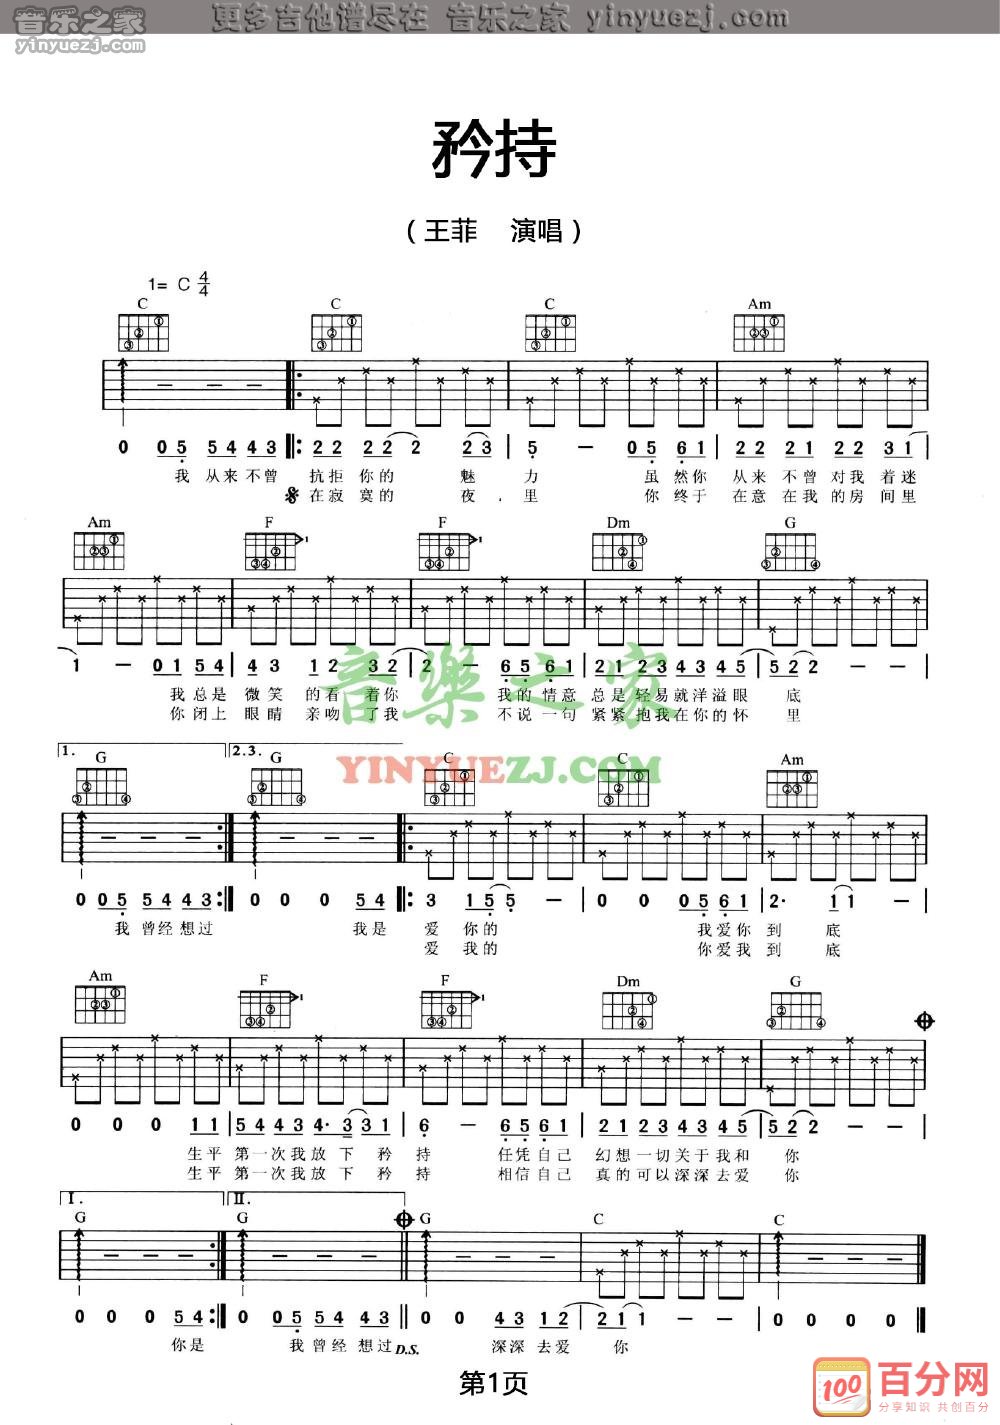 音乐之家
yinyuezj.com
更多吉他谱尽在 音乐之家 yinyuezj.com
矜持
（王菲 演唱）
1= C 4/4
C C C Am
0 0 5 5 4 4 3 2 2 2 2 2 2 3 5 - 0 5 6 1 2 2 2 1 2 2 3 1
我 从来不曾 抗拒你的 魅 力 虽然你 从来不曾对我着迷
在寂寞的 夜 里 你终于 在意在我的房间里
Am F F Dm G
1 - 0 1 5 4 4 3 1 2 3 2 2 - 6 5 6 1 2 1 2 3 4 3 4 5 5 2 2 -
我总是 微笑 的看 着你 我的情意 总是轻易就洋溢眼 底
你闭上 眼睛 亲吻 了我 不说一句 紧紧抱我在你的怀 里
音樂之家
YINYUEZJ.COM
1. G 2.3. G C C Am
0 0 5 5 4 4 3 0 0 0 5 4 3 1 5 5 - 0 0 0 5 6 1 2· 1 1 -
我 曾经想过 我是 爱 你的 我爱你 到 底
爱 我的 你爱我 到 底
Am F F Dm G
0 0 0 1 1 5 4 4 3 4· 3 3 1 6 - 6 5 6 1 2 1 2 3 4 3 4 5 5 2 2 -
生平 第一次我放 下 矜 持 任凭自己 幻想一切关于我和 你
生平 第一次我放 下 矜 持 相信自己 真的可以深深去爱 你
I. II.
G G G C C
0 0 0 5 4 0 0 5 5 4 4 3 0 0 4 3 1 2 2 1 1 - - 0 0 0 0
你是 我 曾经 想过 D.S. 深深 去爱 你
第1页
100
百分网
分享知识 共创百分